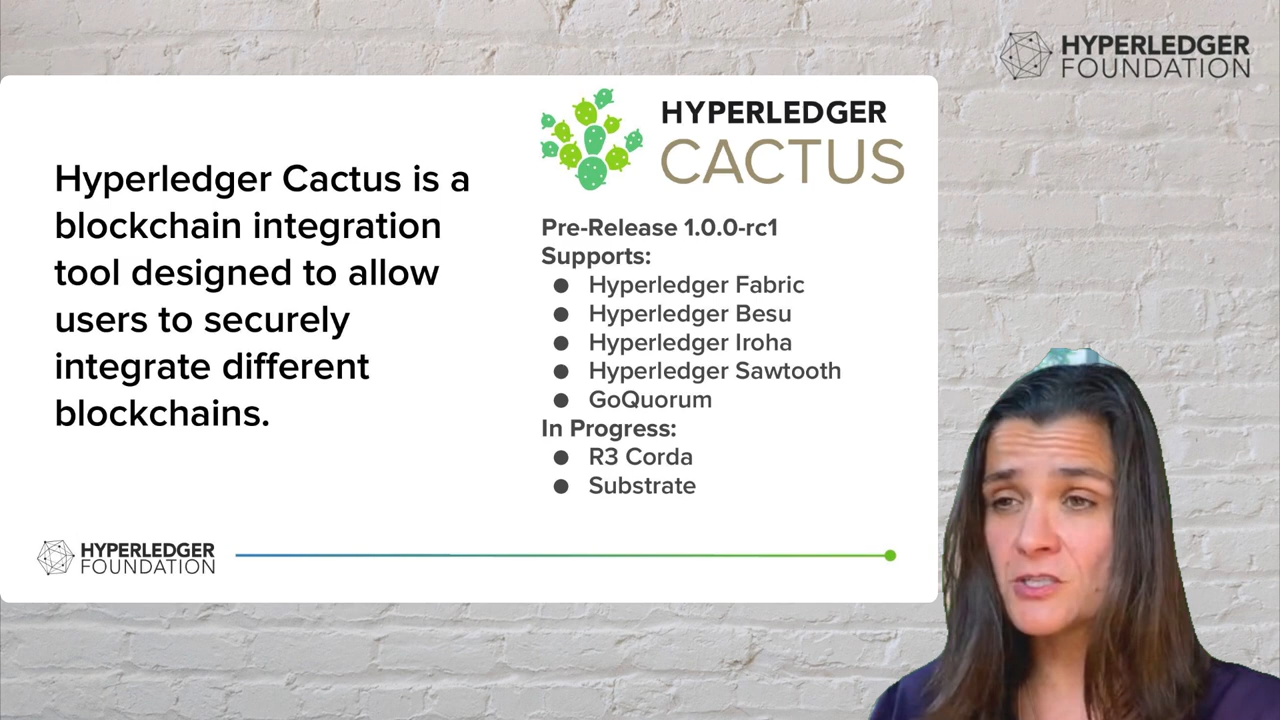 HYPERLEDGER
FOUNDATION
HYPERLEDGER
CACTUS
Hyperledger Cactus is a
blockchain integration
tool designed to allow
users to securely
integrate different
blockchains.
Pre-Release 1.0.0-rc1
Supports:
● Hyperledger Fabric
● Hyperledger Besu
● Hyperledger Iroha
● Hyperledger Sawtooth
● GoQuorum
In Progress:
● R3 Corda
● Substrate
HYPERLEDGER
FOUNDATION